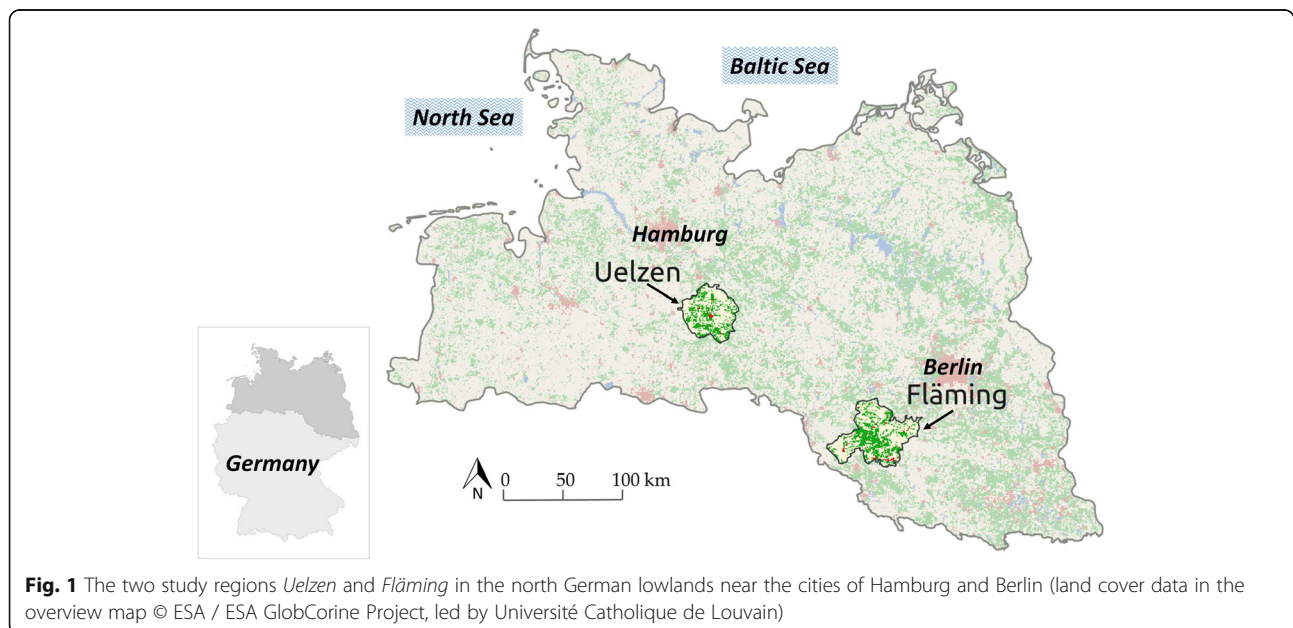 Baltic Sea
North Sea
Hamburg
Uelzen
Berlin
Fläming
Germany
N
0 50 100 km
Fig. 1 The two study regions Uelzen and Fläming in the north German lowlands near the cities of Hamburg and Berlin (land cover data in the
overview map © ESA / ESA GlobCorine Project, led by Université Catholique de Louvain)